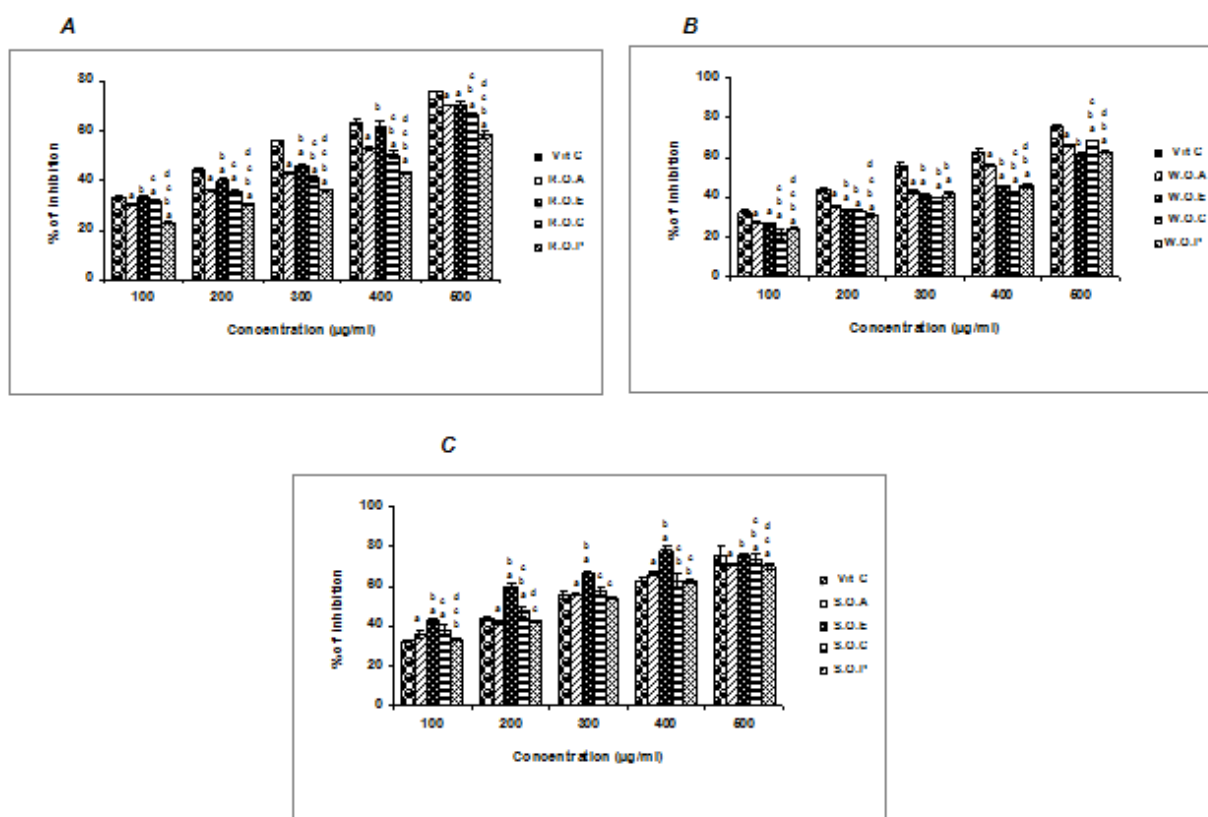 A
80
60
40
20
0
% of Inhibition
100 200 300 400 500
Concentration (µg/ml)
Vit C
R.O.A
R.O.E
R.O.C
R.O.P
B
100
80
60
40
20
0
% of Inhibition
100 200 300 400 500
Concentration (µg/ml)
Vit C
W.O.A
W.O.E
W.O.C
W.O.P
C
100
80
60
40
20
0
% of Inhibition
100 200 300 400 500
Concentration (µg/ml)
Vit C
S.O.A
S.O.E
S.O.C
S.O.P